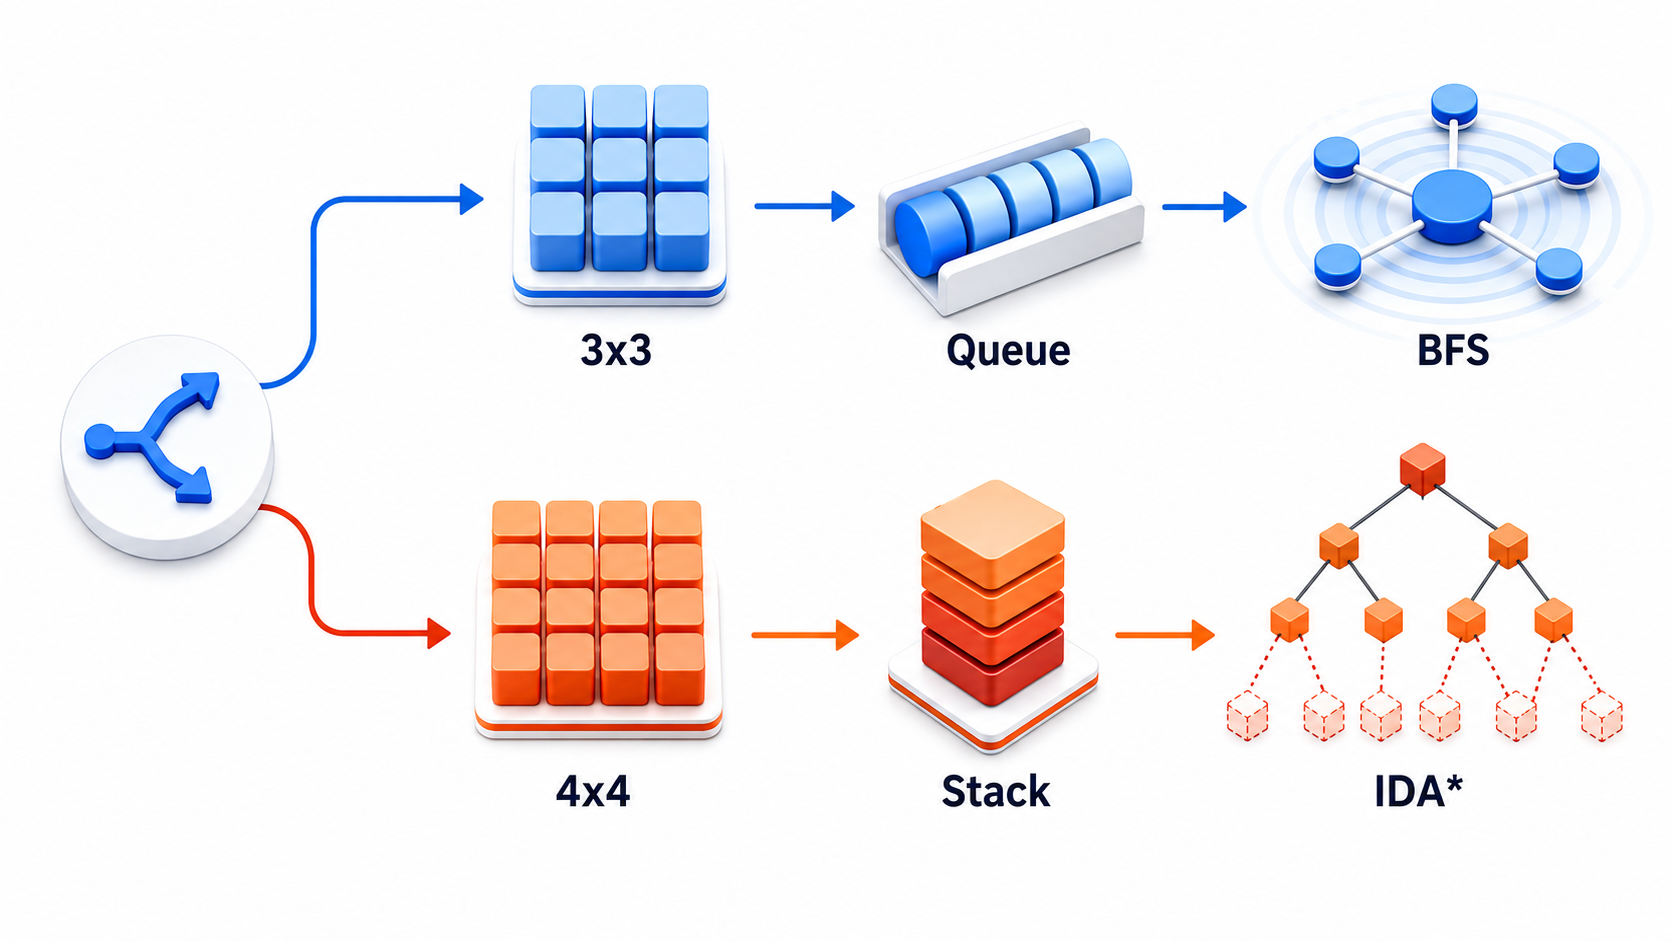 3x3
Queue
BFS
4x4
Stack
IDA*